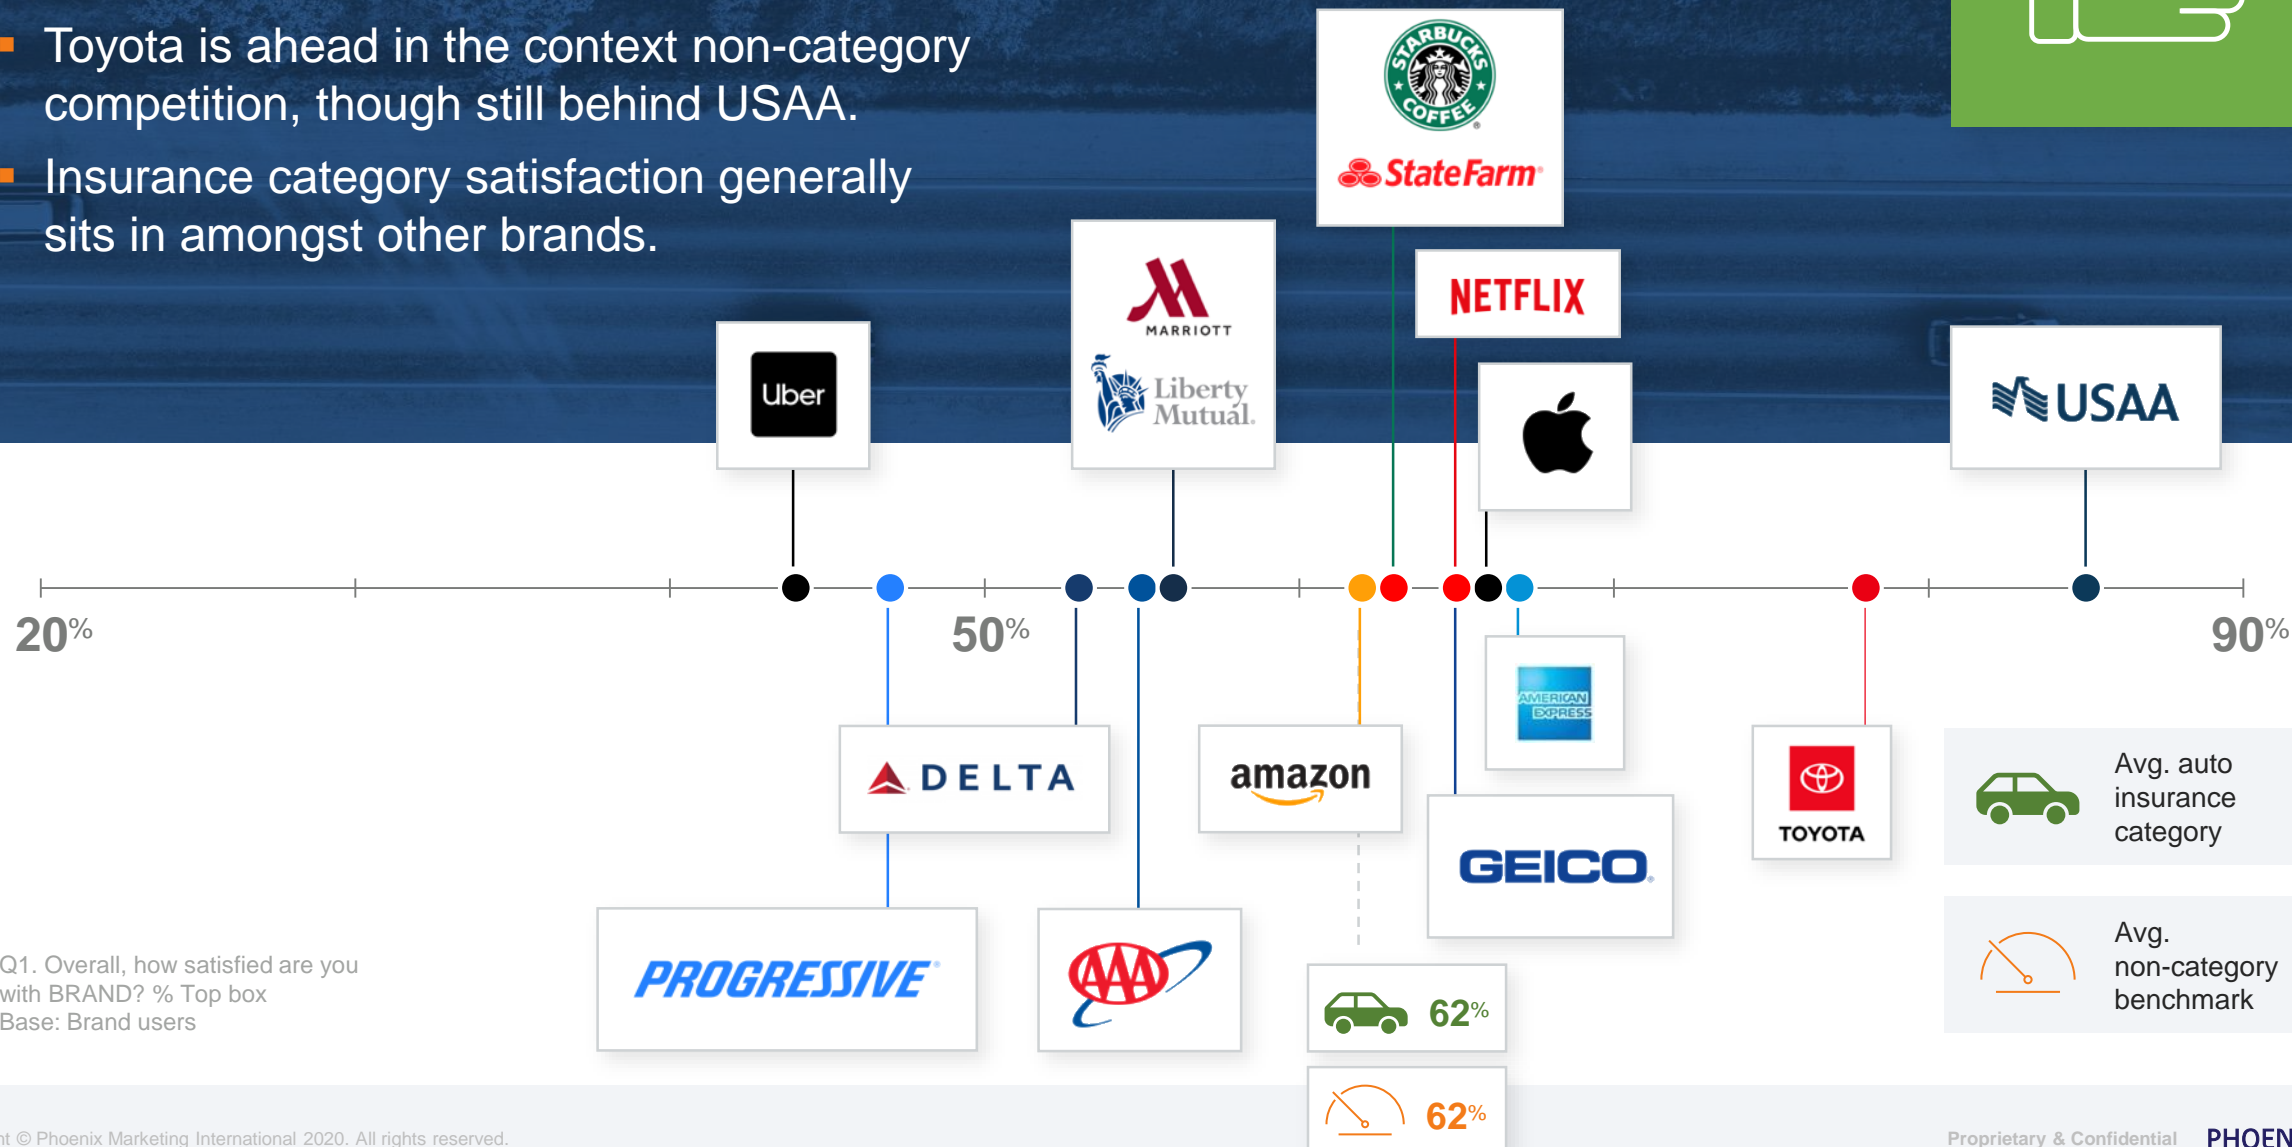 Toyota is ahead in the context non-category
competition, though still behind USAA.
Insurance category satisfaction generally
sits in amongst other brands.
STARBUCKS
COFFEE
State Farm®
MARRIOTT
Liberty
Mutual.
NETFLIX
Uber
USAA
20%
50%
90%
DELTA
amazon
AMERICAN
EXPRESS
GEICO
TOYOTA
PROGRESSIVE
AAA
Avg. auto
insurance
category
Avg.
non-category
benchmark
62%
62%
Q1. Overall, how satisfied are you
with BRAND? % Top box
Base: Brand users
© Phoenix Marketing International 2020. All rights reserved.
Proprietary & Confidential